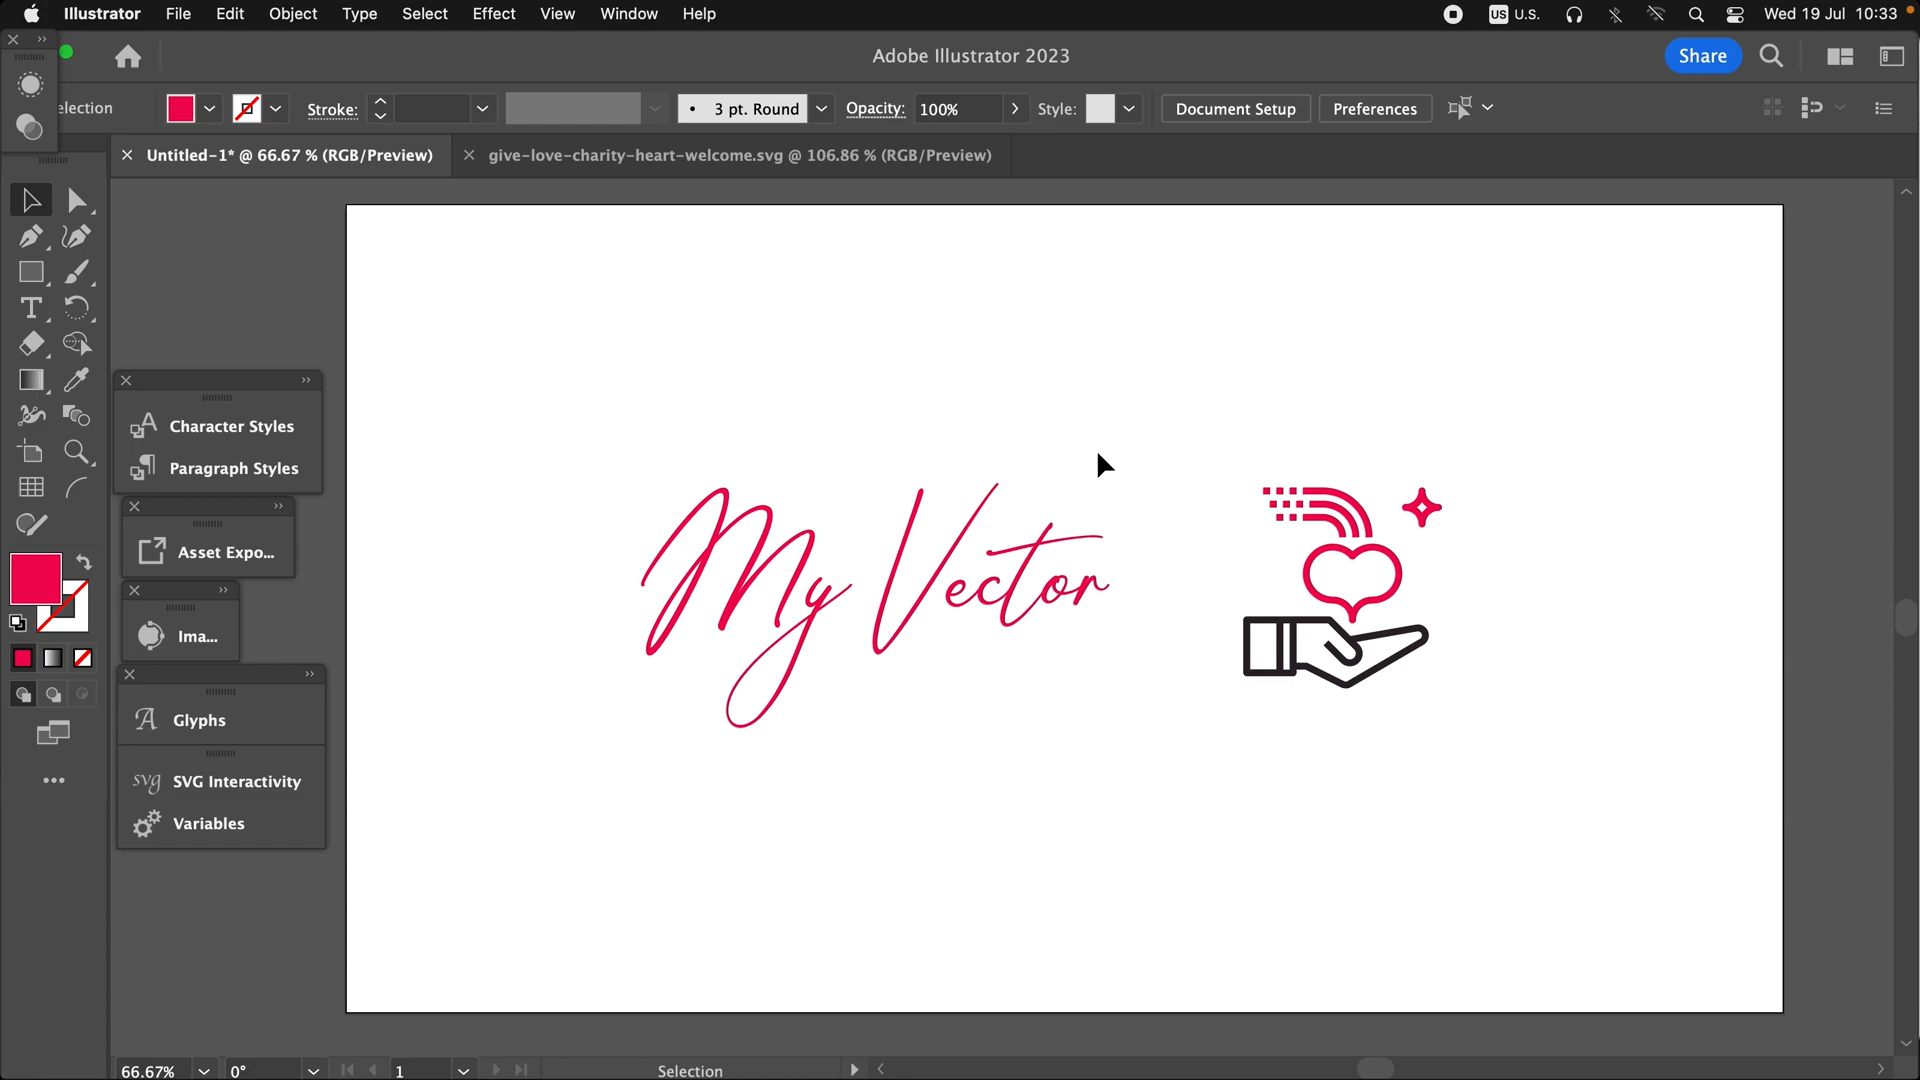 Illustrator File Edit Object Type Select Effect View Window Help
US U.S. Wed 19 Jul 10:33
Adobe Illustrator 2023
Share
election
Stroke: 3 pt. Round Opacity: 100% Style: Document Setup Preferences
Untitled-1* @ 66.67 % (RGB/Preview)
give-love-charity-heart-welcome.svg @ 106.86 % (RGB/Preview)
Character Styles
Paragraph Styles
Asset Expo...
Ima...
Glyphs
svg SVG Interactivity
Variables
My Vector
66.67% 0° 1 Selection